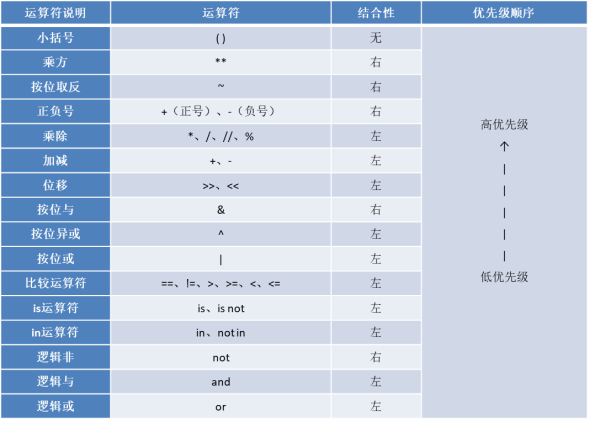 运算符说明 运算符 结合性 优先级顺序
小括号 ( ) 无
乘方 ** 右
按位取反 ~ 右
正负号 +（正号）、-（负号） 右
乘除 *、/、//、% 左
加减 +、- 左
位移 >>、<< 左
按位与 & 右
按位异或 ^ 左
按位或 | 左
比较运算符 ==、!=、>、>=、<、<= 左
is运算符 is、is not 左
in运算符 in、not in 左
逻辑非 not 右
逻辑与 and 左
逻辑或 or 左
高优先级
↑
|
|
|
|
|
低优先级